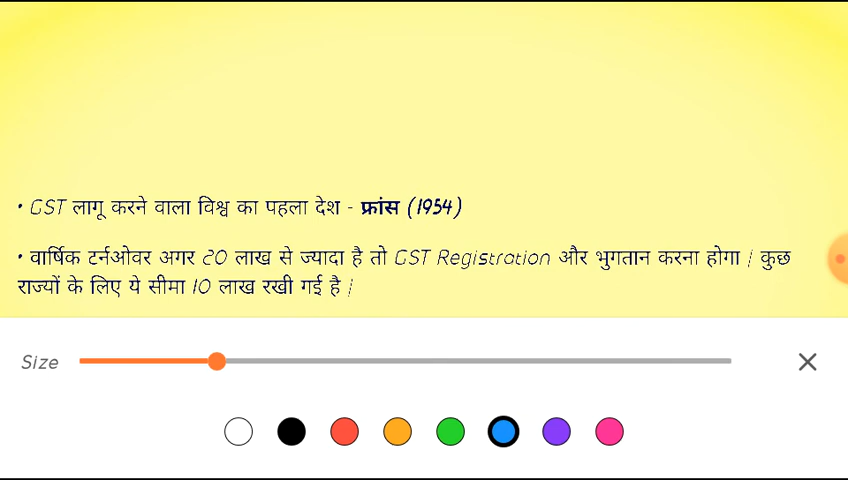 • GST लागू करने वाला विश्व का पहला देश - फ्रांस (1954)
• वार्षिक टर्नओवर अगर 20 लाख से ज्यादा है तो GST Registration और भुगतान करना होगा | कुछ
राज्यों के लिए ये सीमा 10 लाख रखी गई है |
Size